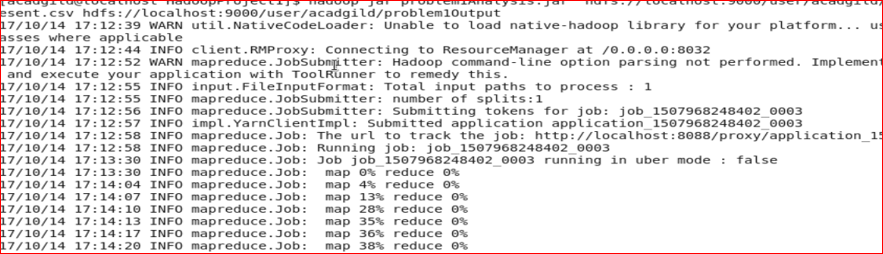 acadgild@localhost HadoopProject1]$ hadoop jar problem1Analysis.jar hdfs://localhost:9000/user/acadgild/
sent.csv hdfs://localhost:9000/user/acadgild/problem1Output
17/10/14 17:12:39 WARN util.NativeCodeLoader: Unable to load native-hadoop library for your platform... us
asses where applicable
17/10/14 17:12:44 INFO client.RMProxy: Connecting to ResourceManager at /0.0.0.0:8032
17/10/14 17:12:52 WARN mapreduce.JobSubmitter: Hadoop command-line option parsing not performed. Implement
and execute your application with ToolRunner to remedy this.
17/10/14 17:12:55 INFO input.FileInputFormat: Total input paths to process : 1
17/10/14 17:12:55 INFO mapreduce.JobSubmitter: number of splits:1
17/10/14 17:12:56 INFO mapreduce.JobSubmitter: Submitting tokens for job: job_1507968248402_0003
17/10/14 17:12:57 INFO impl.YarnClientImpl: Submitted application application_1507968248402_0003
17/10/14 17:12:58 INFO mapreduce.Job: The url to track the job: http://localhost:8088/proxy/application_15
17/10/14 17:12:58 INFO mapreduce.Job: Running job: job_1507968248402_0003
17/10/14 17:13:30 INFO mapreduce.Job: Job job_1507968248402_0003 running in uber mode : false
17/10/14 17:13:30 INFO mapreduce.Job:  map 0% reduce 0%
17/10/14 17:14:04 INFO mapreduce.Job:  map 4% reduce 0%
17/10/14 17:14:07 INFO mapreduce.Job:  map 13% reduce 0%
17/10/14 17:14:10 INFO mapreduce.Job:  map 28% reduce 0%
17/10/14 17:14:13 INFO mapreduce.Job:  map 35% reduce 0%
17/10/14 17:14:17 INFO mapreduce.Job:  map 36% reduce 0%
17/10/14 17:14:20 INFO mapreduce.Job:  map 38% reduce 0%